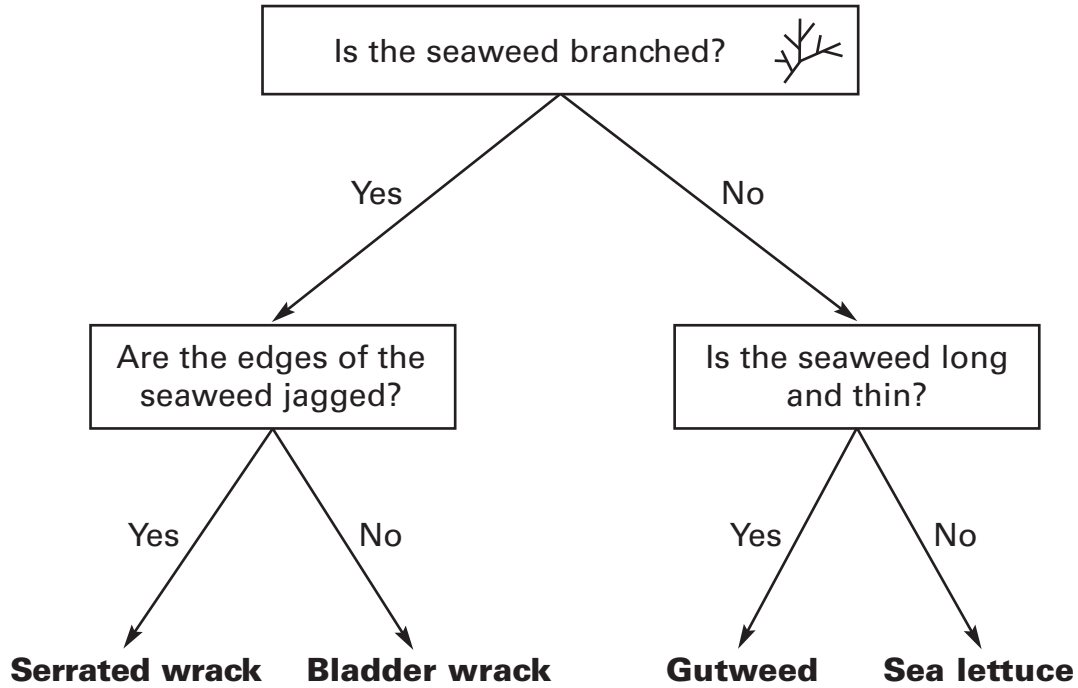 Is the seaweed branched?
Yes
No
Are the edges of the
seaweed jagged?
Is the seaweed long
and thin?
Yes
No
Yes
No
Serrated wrack
Bladder wrack
Gutweed
Sea lettuce